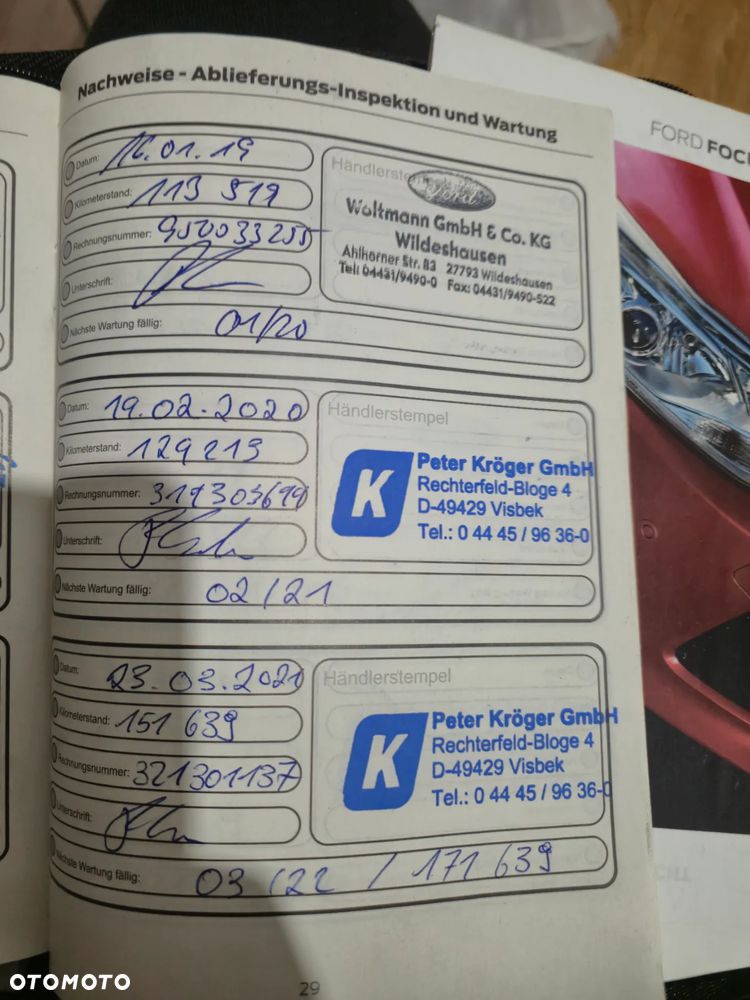 Nachweise - Ablieferungs-Inspektion und Wartung
Datum: 16.01.19
Kilometerstand: 113 519
Rechnungsnummer: 950033255
Unterschrift:
Nächste Wartung fällig: 01/20
Händlerstem
Ford
Woltmann GmbH & Co. KG
Wildeshausen
Ahlhorner Str. 83 27793 Wildeshausen
Tel: 04431/9490-0 Fax: 04431/9490-522
Datum: 19.02.2020
Kilometerstand: 129219
Rechnungsnummer: 319303699
Unterschrift:
Nächste Wartung fällig: 02/21
Händlerstempel
K
Peter Kröger GmbH
Rechterfeld-Bloge 4
D-49429 Visbek
Tel.: 0 44 45 / 96 36-0
Datum: 23.03.2021
Kilometerstand: 151 639
Rechnungsnummer: 321301137
Unterschrift:
Nächste Wartung fällig: 03/22 / 171 639
Händlerstempel
K
Peter Kröger GmbH
Rechterfeld-Bloge 4
D-49429 Visbek
Tel.: 0 44 45 / 96 36-0
29
FORD FOC
OTOMOTO